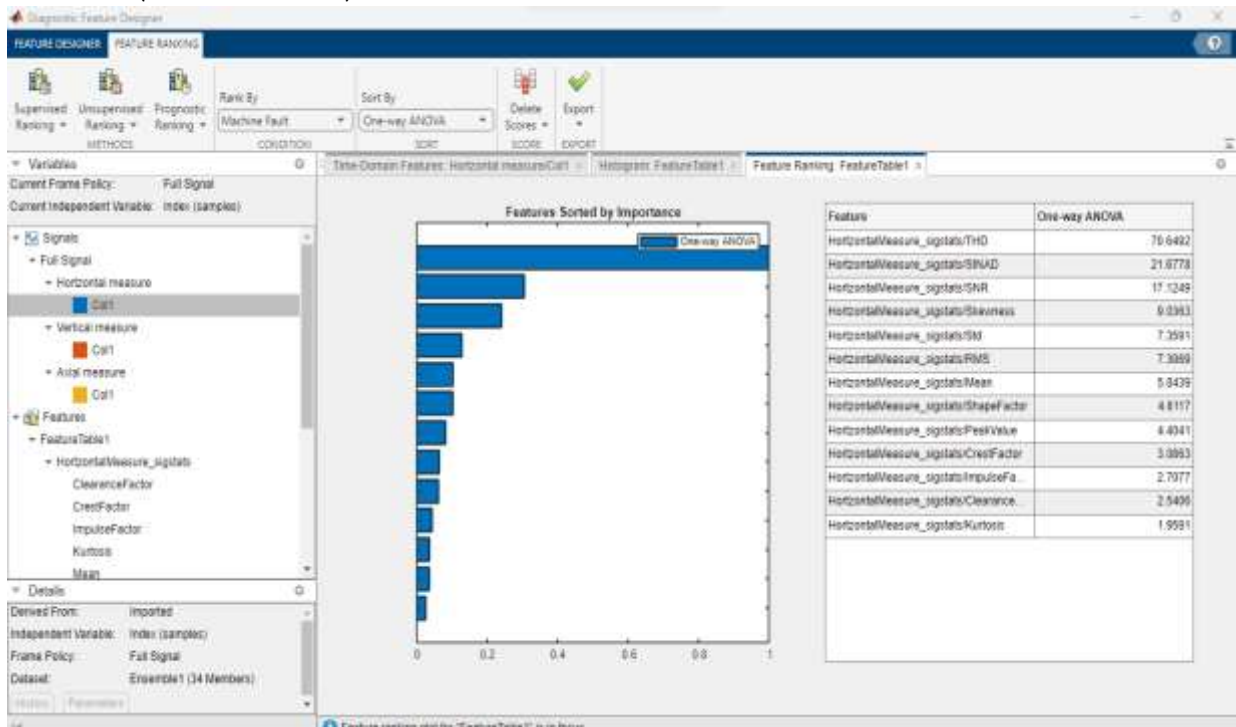 Diagnostic Feature Designer
FEATURE DESIGNER FEATURE RANKING
Supervised Ranking Unsupervised Ranking Prognostic Ranking
Rank By
Machine Fault
Sort By
One-way ANOVA
Delete Scores
Export
METHODS CONDITION SORT SCORE EXPORT
Variables
Current Frame Policy: Full Signal
Current Independent Variable: Index (samples)
Signals
Full Signal
Horizontal measure
Col1
Vertical measure
Col1
Axial measure
Col1
Features
FeatureTable1
HorizontalMeasure_sigstats
ClearanceFactor
CrestFactor
ImpulseFactor
Kurtosis
Mean
Details
Derived From: Imported
Independent Variable: Index (samples)
Frame Policy: Full Signal
Dataset: Ensemble1 (34 Members)
History Parameters
Time-Domain Features: Horizontal measure/Col1 Histogram: FeatureTable1 Feature Ranking: FeatureTable1
Features Sorted by Importance
One-way ANOVA
0 0.2 0.4 0.6 0.8 1
Feature One-way ANOVA
HorizontalMeasure_sigstats/THD 70.6492
HorizontalMeasure_sigstats/SINAD 21.6778
HorizontalMeasure_sigstats/SNR 17.1249
HorizontalMeasure_sigstats/Skewness 9.0363
HorizontalMeasure_sigstats/Std 7.3591
HorizontalMeasure_sigstats/RMS
HorizontalMeasure_sigstats/Mean 5.8439
HorizontalMeasure_sigstats/ShapeFactor 4.6117
HorizontalMeasure_sigstats/PeakValue 4.4041
HorizontalMeasure_sigstats/CrestFactor 3.0863
HorizontalMeasure_sigstats/ImpulseFa... 2.7077
HorizontalMeasure_sigstats/Clearance... 2.5406
HorizontalMeasure_sigstats/Kurtosis 1.9591